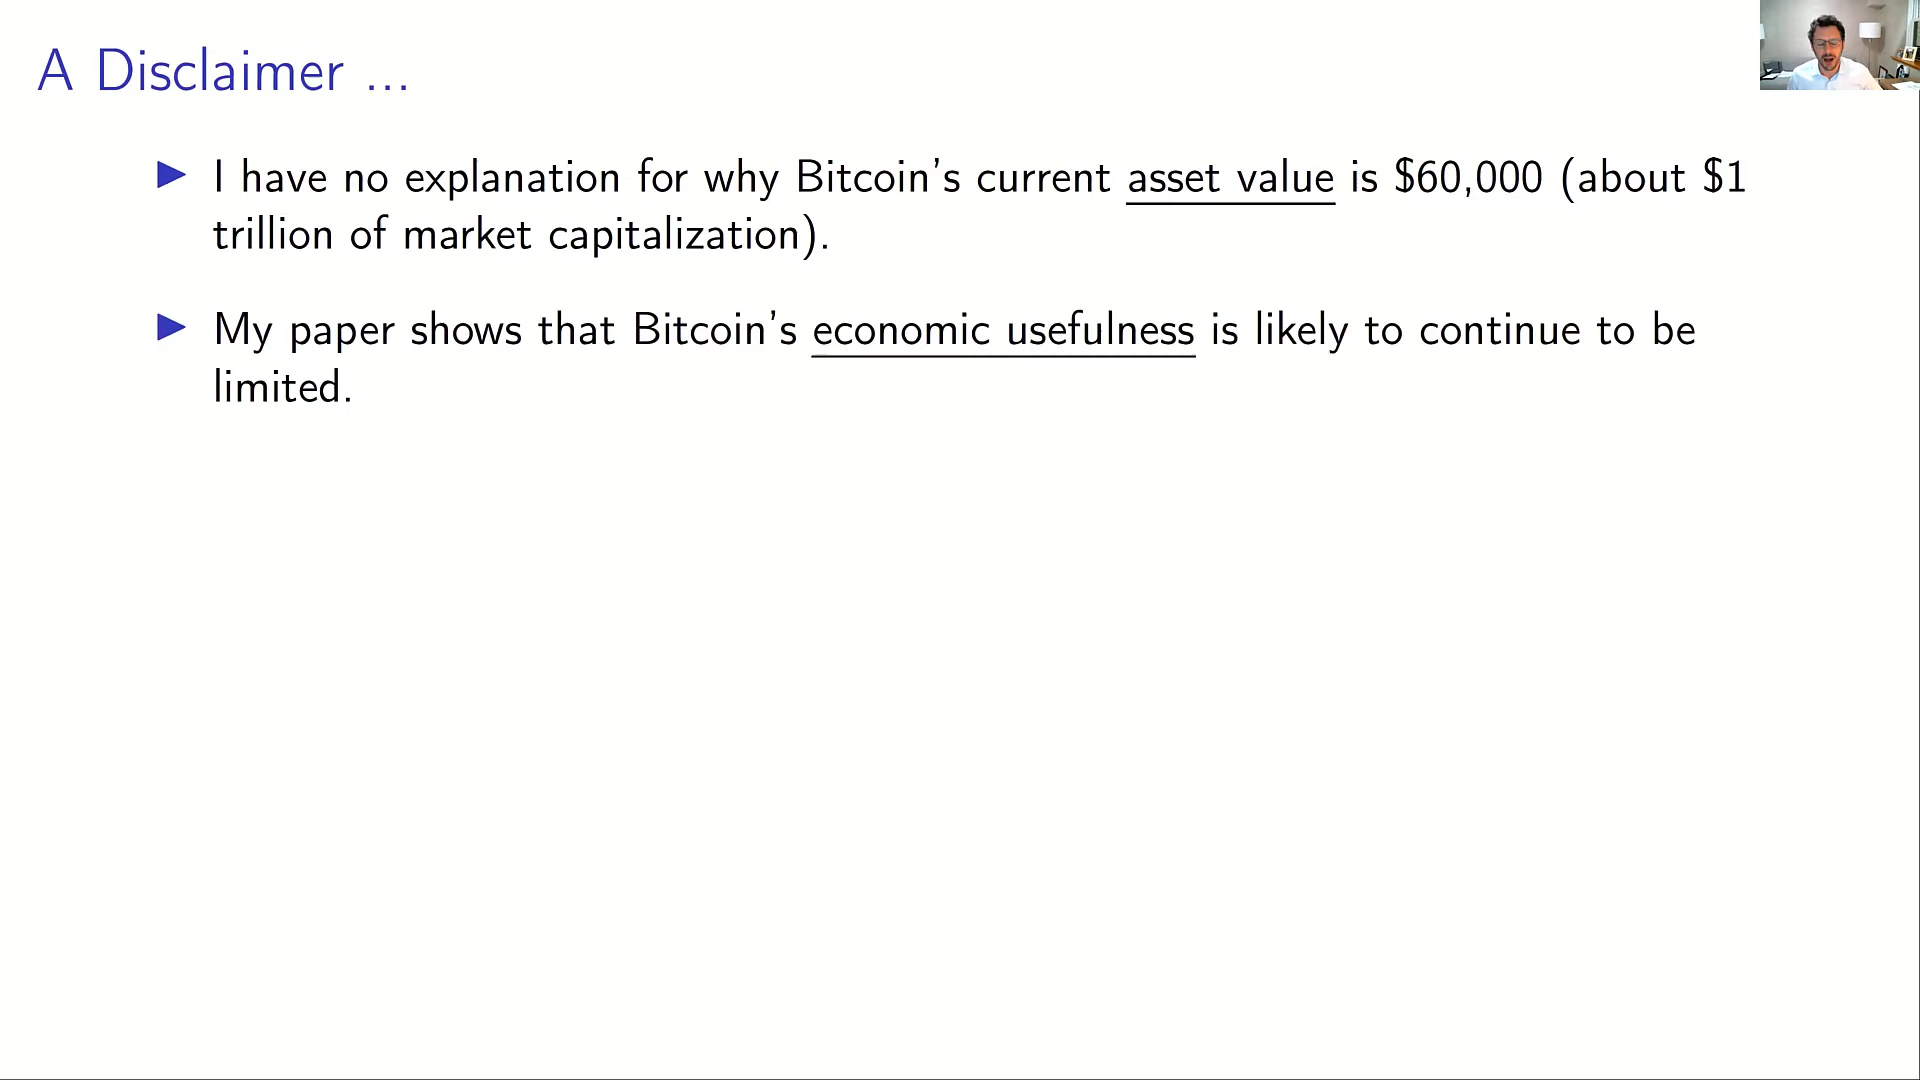 A Disclaimer ...
▶ I have no explanation for why Bitcoin's current asset value is $60,000 (about $1
trillion of market capitalization).
▶ My paper shows that Bitcoin's economic usefulness is likely to continue to be
limited.